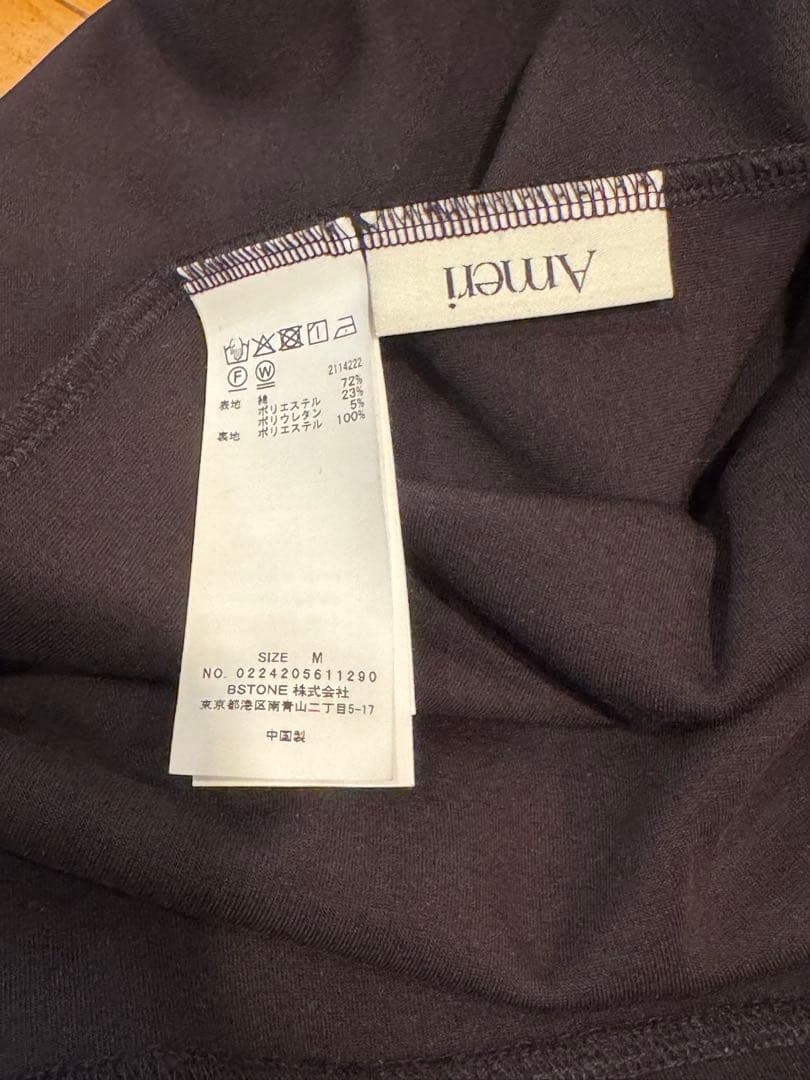 Ameri
F W
2114222
表地 綿 72%
ポリエステル 23%
ポリウレタン 5%
裏地 ポリエステル 100%
SIZE M
NO. 0224205611290
BSTONE 株式会社
東京都港区南青山二丁目5-17
中国製